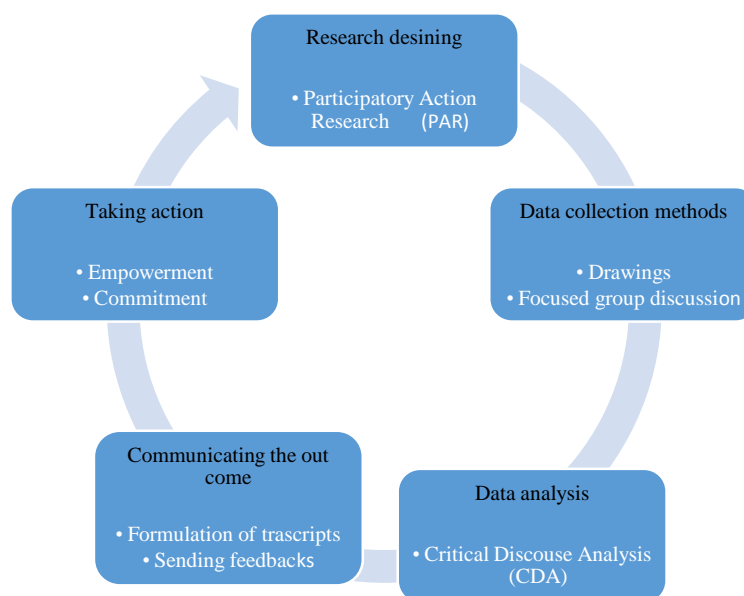 Research desining
• Participatory Action
Research (PAR)
Data collection methods
• Drawings
• Focused group discussion
Data analysis
• Critical Discouse Analysis
(CDA)
Communicating the out
come
• Formulation of trascripts
• Sending feedbacks
Taking action
• Empowerment
• Commitment